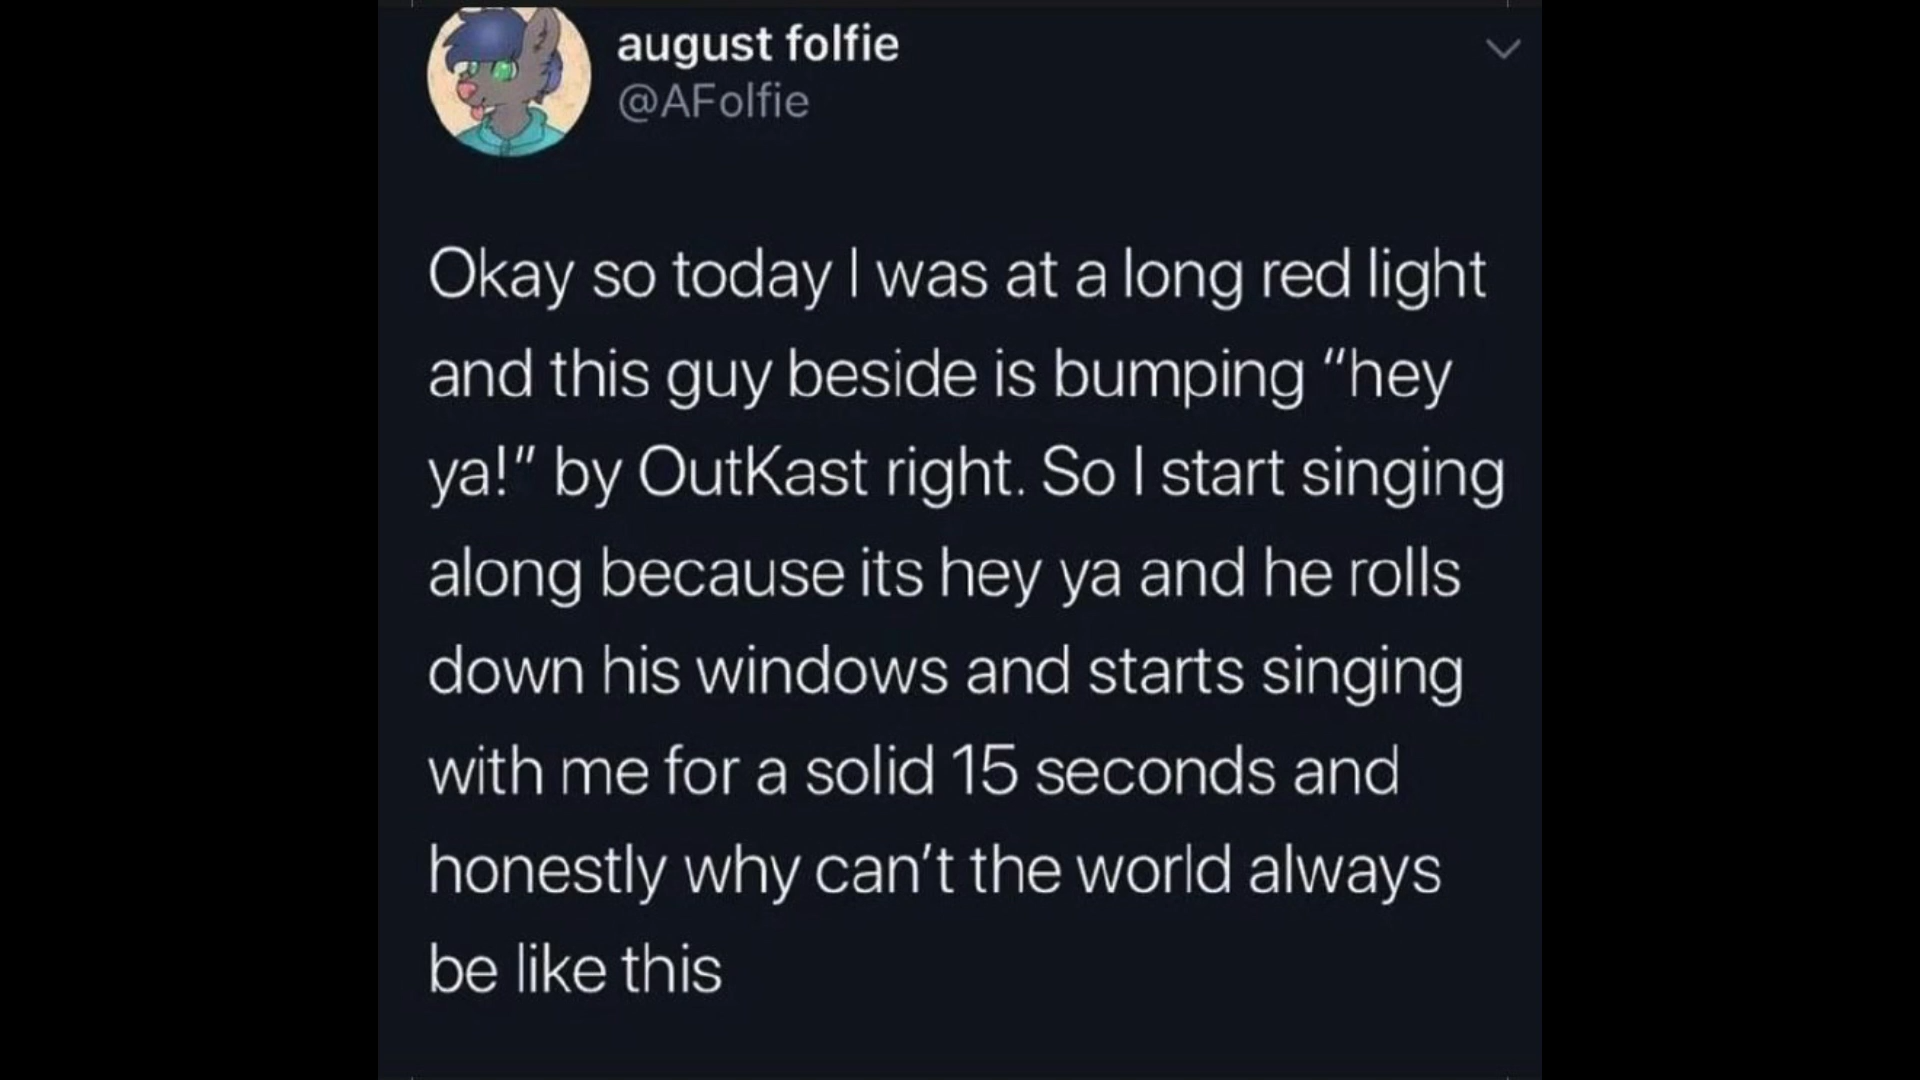 august folfie
@AFolfie
Okay so today I was at a long red light
and this guy beside is bumping "hey
ya!" by OutKast right. So I start singing
along because its hey ya and he rolls
down his windows and starts singing
with me for a solid 15 seconds and
honestly why can't the world always
be like this